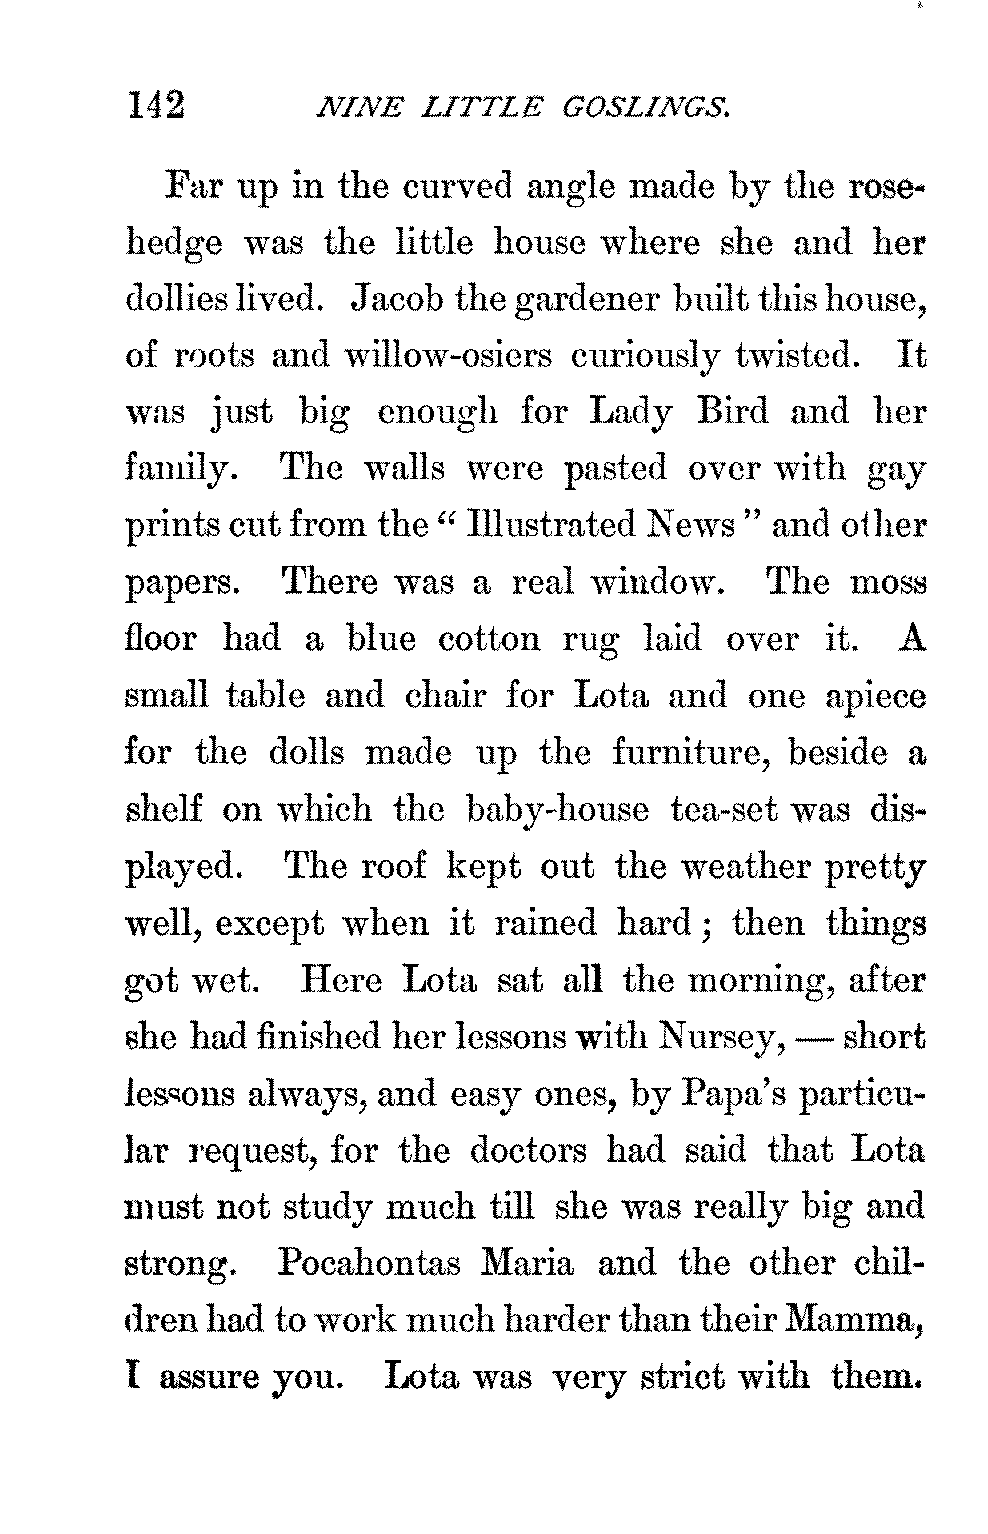 142 NINE LITTLE GOSLINGS.
Far up in the curved angle made by the rose-
hedge was the little house where she and her
dollies lived. Jacob the gardener built this house,
of roots and willow-osiers curiously twisted. It
was just big enough for Lady Bird and her
family. The walls were pasted over with gay
prints cut from the “ Illustrated News ” and other
papers. There was a real window. The moss
floor had a blue cotton rug laid over it. A
small table and chair for Lota and one apiece
for the dolls made up the furniture, beside a
shelf on which the baby-house tea-set was dis-
played. The roof kept out the weather pretty
well, except when it rained hard ; then things
got wet. Here Lota sat all the morning, after
she had finished her lessons with Nursey, — short
lessons always, and easy ones, by Papa’s particu-
lar request, for the doctors had said that Lota
must not study much till she was really big and
strong. Pocahontas Maria and the other chil-
dren had to work much harder than their Mamma,
I assure you. Lota was very strict with them.